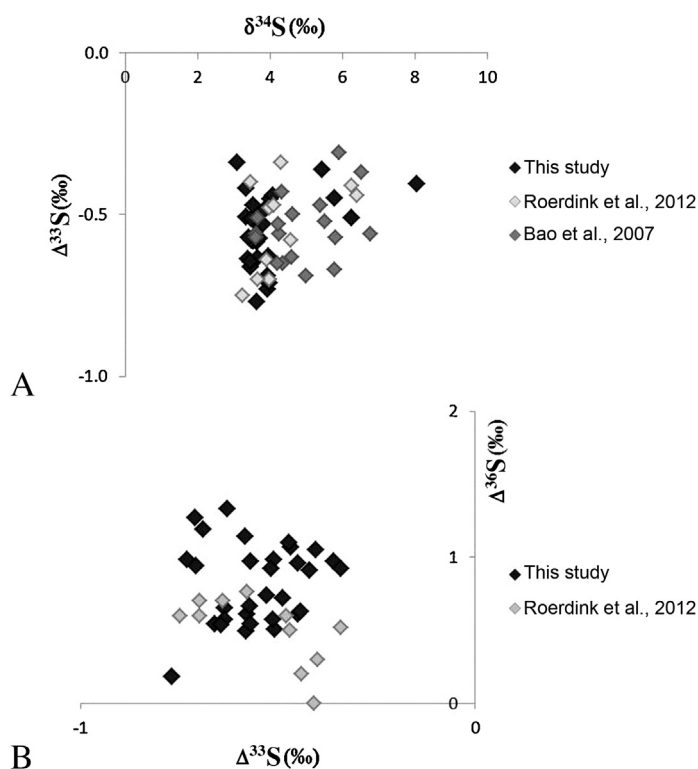 δ³⁴S(‰)
0.0
0 2 4 6 8 10
-0.5
-1.0
Δ³³S(‰)
This study
Roerdink et al., 2012
Bao et al., 2007
A
2
1
0
Δ³⁶S(‰)
This study
Roerdink et al., 2012
-1 0
Δ³³S(‰)
B